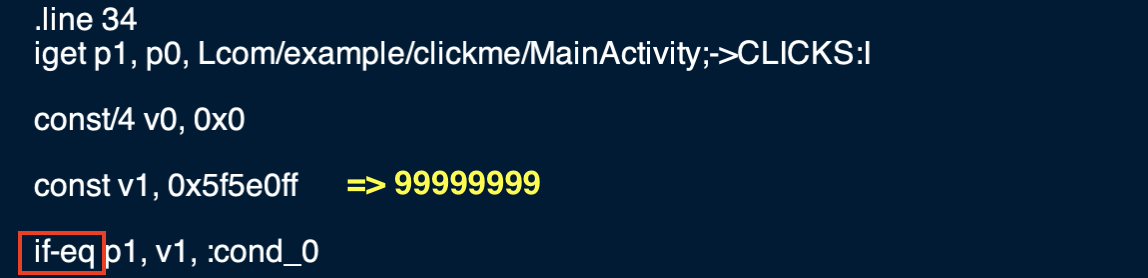 .line 34
iget p1, p0, Lcom/example/clickme/MainActivity;->CLICKS:I
const/4 v0, 0x0
const v1, 0x5f5e0ff => 99999999
if-eq p1, v1, :cond_0